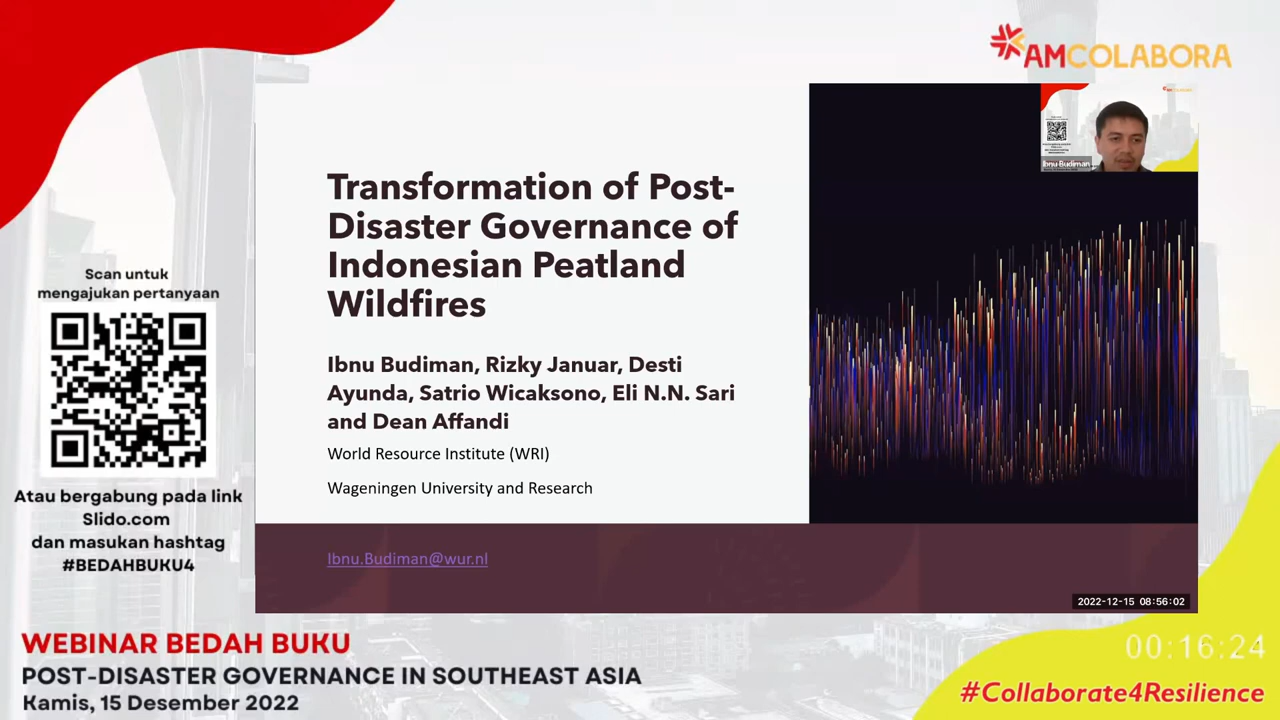 AMCOLABORA
Ibnu Budiman
Transformation of Post-
Disaster Governance of
Indonesian Peatland
Wildfires
Ibnu Budiman, Rizky Januar, Desti
Ayunda, Satrio Wicaksono, Eli N.N. Sari
and Dean Affandi
World Resource Institute (WRI)
Wageningen University and Research
Ibnu.Budiman@wur.nl
2022-12-15 08:56:02
Scan untuk
mengajukan pertanyaan
Atau bergabung pada link
Slido.com
dan masukan hashtag
#BEDAHBUKU4
WEBINAR BEDAH BUKU
POST-DISASTER GOVERNANCE IN SOUTHEAST ASIA
Kamis, 15 Desember 2022
00:16:24
#Collaborate4Resilience